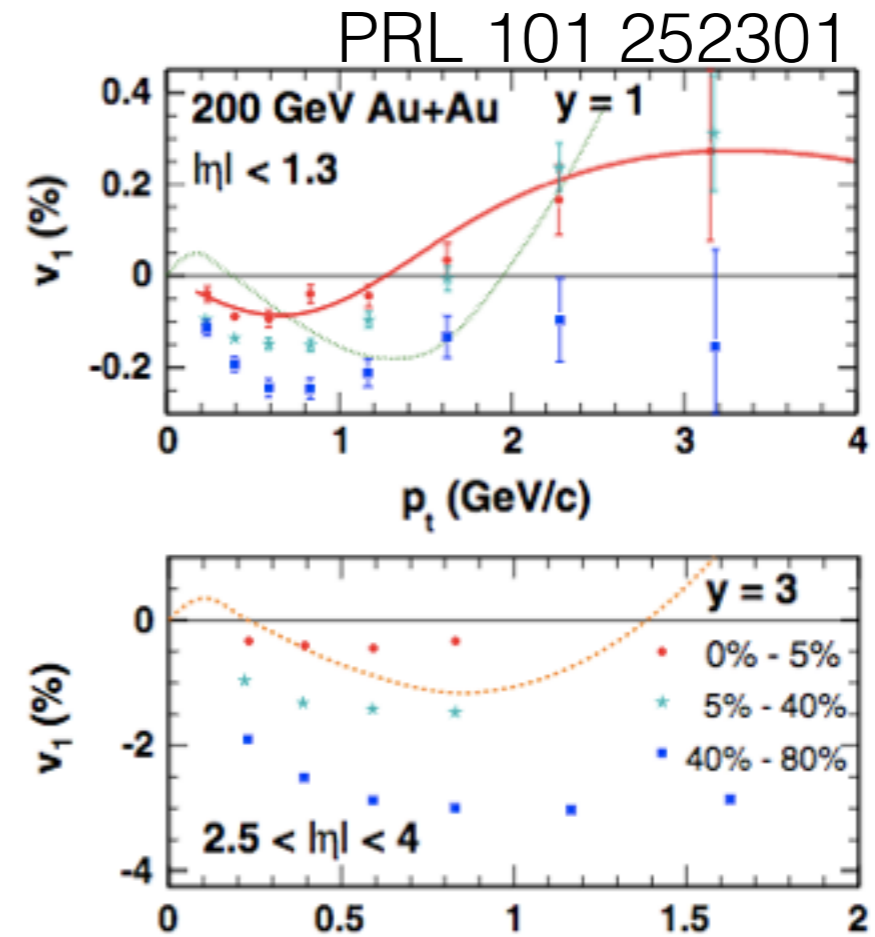 PRL 101 252301
200 GeV Au+Au y = 1
|η| < 1.3
v1 (%)
0.4
0.2
0
-0.2
0 1 2 3 4
pt (GeV/c)
y = 3
0% - 5%
5% - 40%
40% - 80%
2.5 < |η| < 4
v1 (%)
0
-2
-4
0 0.5 1 1.5 2